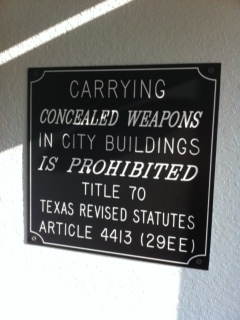 CARRYING
CONCEALED WEAPONS
IN CITY BUILDINGS
IS PROHIBITED
TITLE 70
TEXAS REVISED STATUTES
ARTICLE 4413 (29EE)